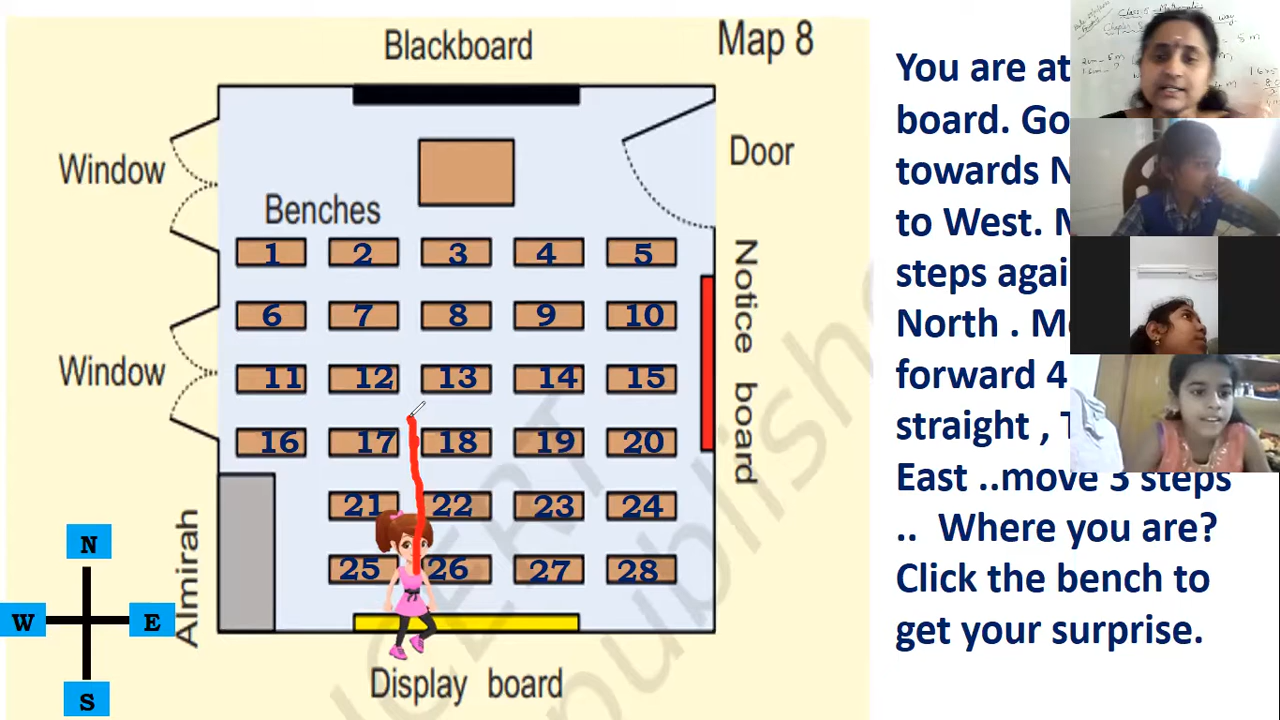 Blackboard
Map 8
Window
Door
Benches
1 2 3 4 5
6 7 8 9 10
11 12 13 14 15
16 17 18 19 20
21 22 23 24
25 26 27 28
Window
Notice board
Almirah
Display board
N
W E
S
You are at
board. Go
towards N
to West. M
steps agai
North . Mo
forward 4
straight , T
East ..move 3 steps
.. Where you are?
Click the bench to
get your surprise.